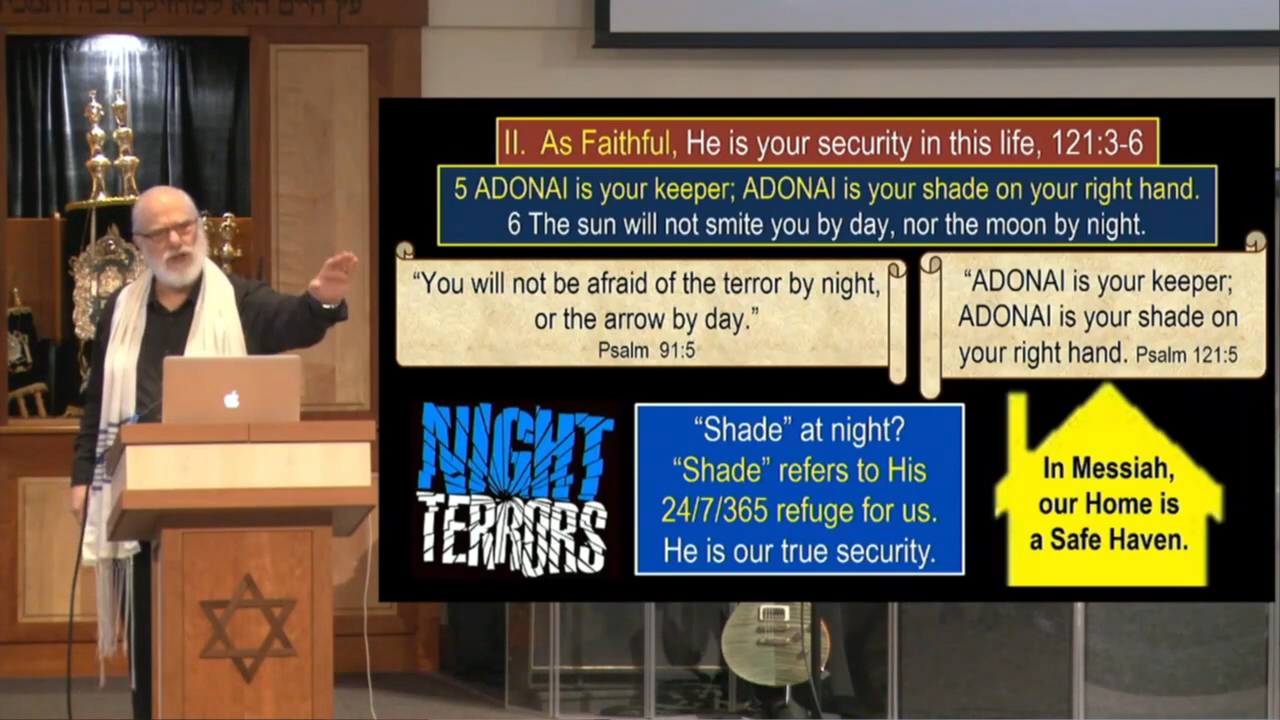 עץ חיים היא למחזיקים בה
II. As Faithful, He is your security in this life, 121:3-6
5 ADONAI is your keeper; ADONAI is your shade on your right hand.
6 The sun will not smite you by day, nor the moon by night.
“You will not be afraid of the terror by night,
or the arrow by day.”
Psalm 91:5
“ADONAI is your keeper;
ADONAI is your shade on
your right hand. Psalm 121:5
NIGHT
TERRORS
“Shade” at night?
“Shade” refers to His
24/7/365 refuge for us.
He is our true security.
In Messiah,
our Home is
a Safe Haven.